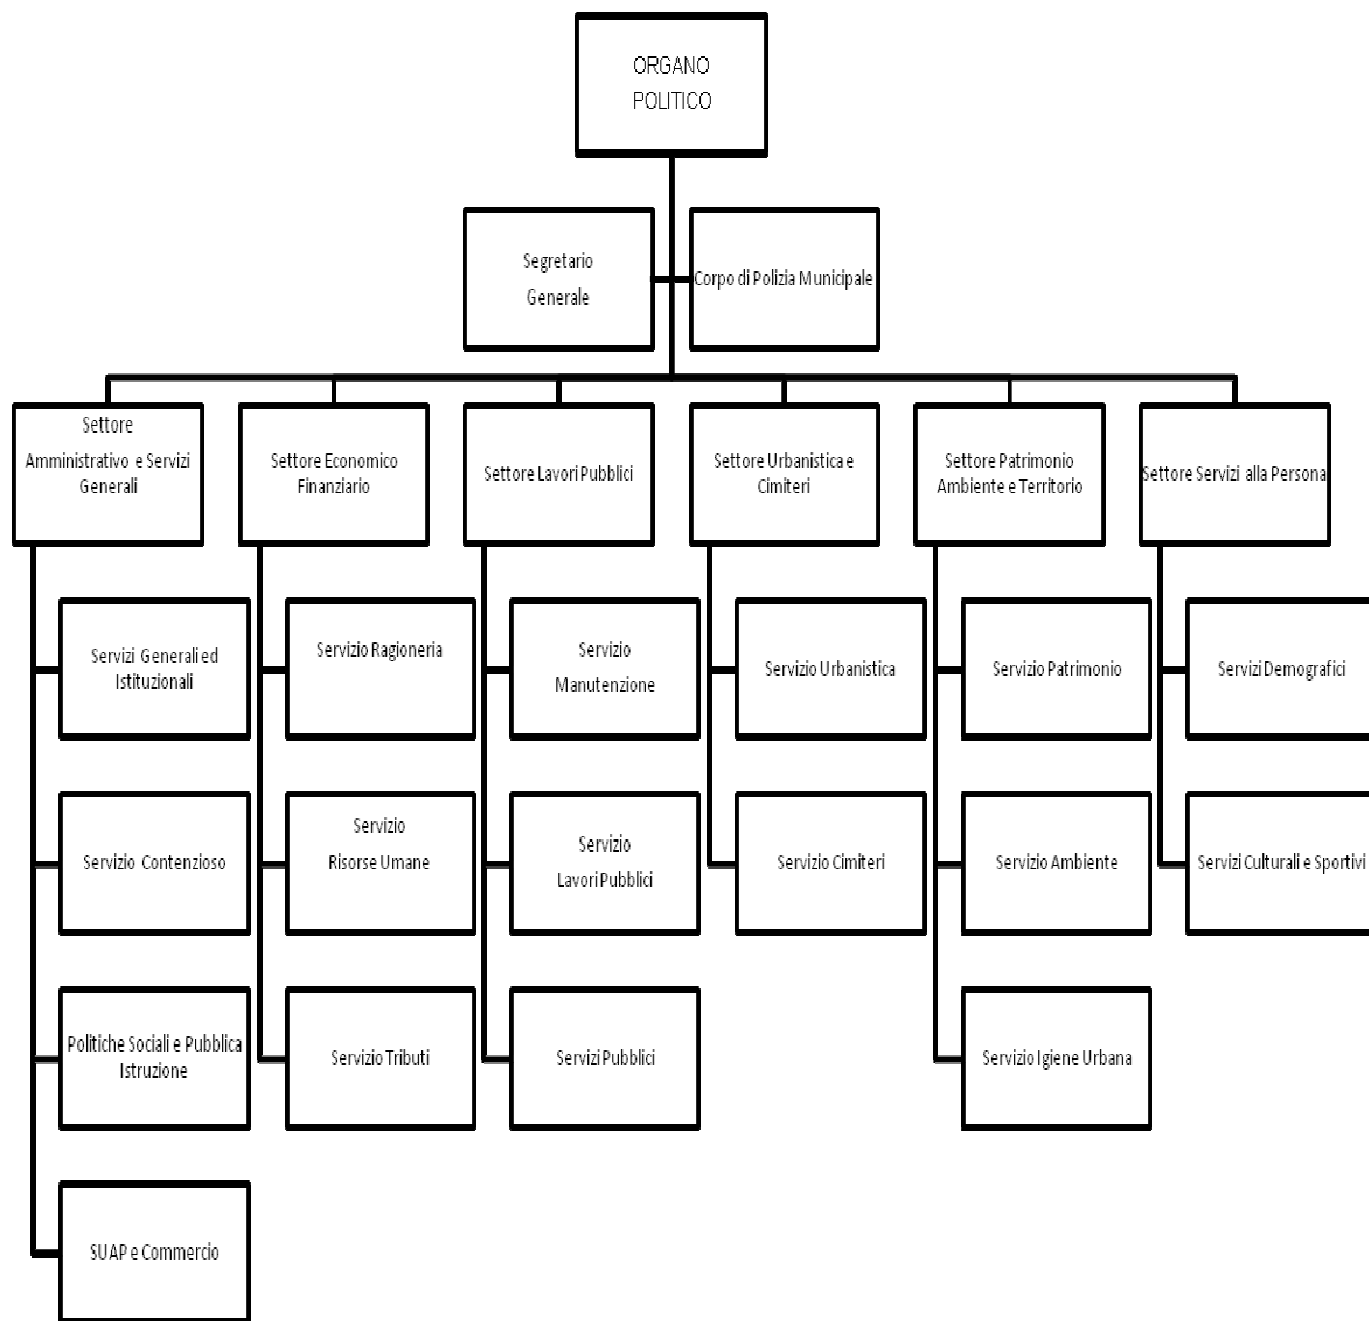 ORGANO
POLITICO
Segretario
Generale
Corpo di Polizia Municipale
Settore
Amministrativo e Servizi
Generali
Settore Economico
Finanziario
Settore Lavori Pubblici
Settore Urbanistica e
Cimiteri
Settore Patrimonio
Ambiente e Territorio
Settore Servizi alla Persona
Servizi Generali ed
Istituzionali
Servizio Ragioneria
Servizio
Manutenzione
Servizio Urbanistica
Servizio Patrimonio
Servizi Demografici
Servizio Contenzioso
Servizio
Risorse Umane
Servizio
Lavori Pubblici
Servizio Cimiteri
Servizio Ambiente
Servizi Culturali e Sportivi
Politiche Sociali e Pubblica
Istruzione
Servizio Tributi
Servizi Pubblici
Servizio Igiene Urbana
SUAP e Commercio